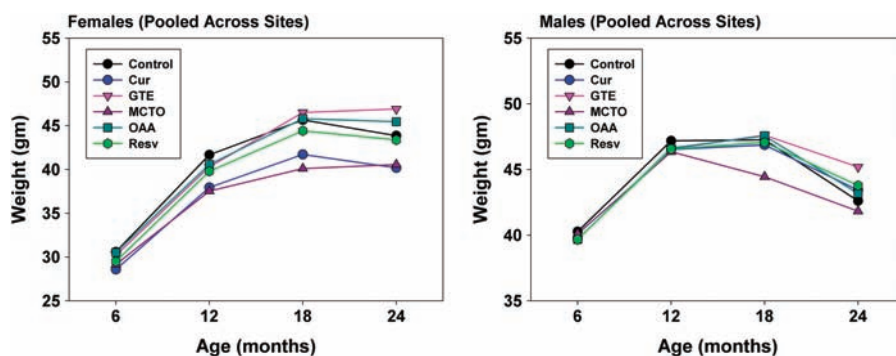 Females (Pooled Across Sites)
55
50
45
40
35
30
25
Weight (gm)
Control
Cur
GTE
MCTO
OAA
Resv
6 12 18 24
Age (months)
Males (Pooled Across Sites)
55
50
45
40
35
Weight (gm)
Control
Cur
GTE
MCTO
OAA
Resv
6 12 18 24
Age (months)